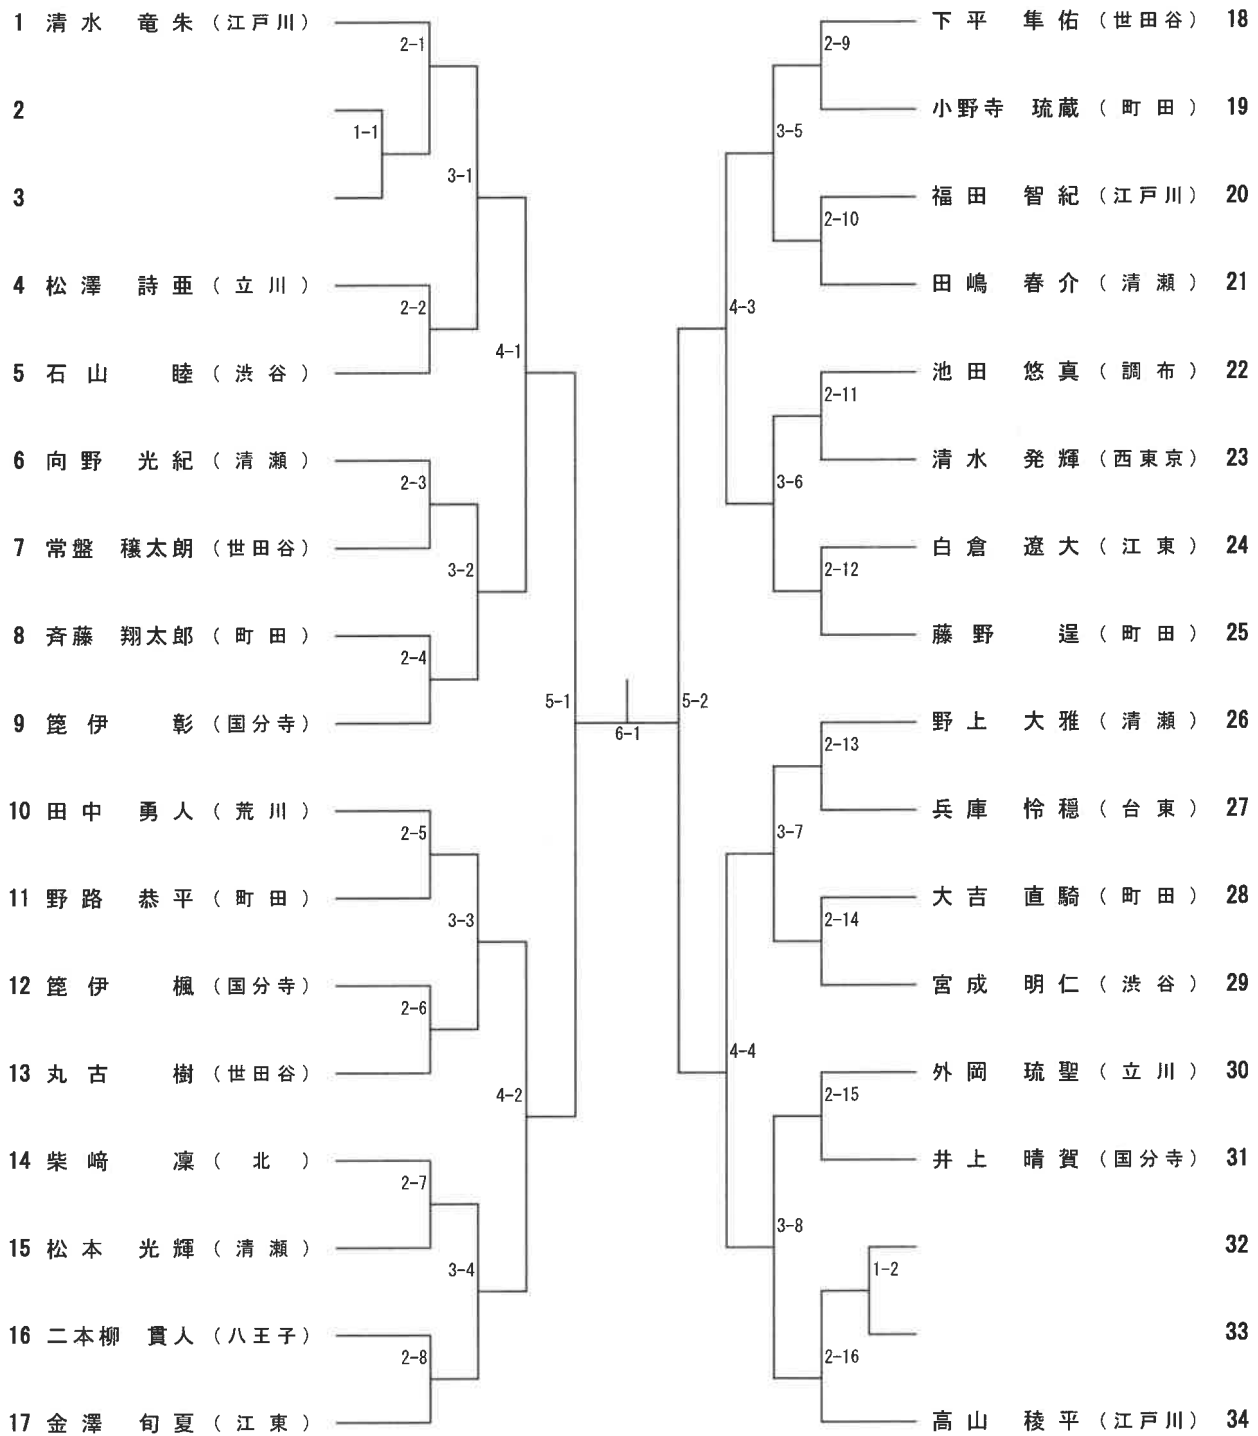 1 清水 竜朱 (江戸川)
2-1
2
1-1
3
3-1
4 松澤 詩亜 (立川)
2-2
5 石山 睦 (渋谷)
4-1
6 向野 光紀 (清瀬)
2-3
7 常盤 穣太朗 (世田谷)
3-2
8 斉藤 翔太郎 (町田)
2-4
9 箆伊 彰 (国分寺)
5-1
10 田中 勇人 (荒川)
2-5
11 野路 恭平 (町田)
3-3
12 箆伊 楓 (国分寺)
2-6
13 丸古 樹 (世田谷)
4-2
14 柴﨑 凜 (北)
2-7
15 松本 光輝 (清瀬)
3-4
16 二本柳 貫人 (八王子)
2-8
17 金澤 旬夏 (江東)
6-1
下平 隼佑 (世田谷) 18
2-9
小野寺 琉蔵 (町田) 19
3-5
福田 智紀 (江戸川) 20
2-10
田嶋 春介 (清瀬) 21
4-3
池田 悠真 (調布) 22
2-11
清水 発輝 (西東京) 23
3-6
白倉 遼大 (江東) 24
2-12
藤野 逞 (町田) 25
5-2
野上 大雅 (清瀬) 26
2-13
兵庫 怜穏 (台東) 27
3-7
大吉 直騎 (町田) 28
2-14
宮成 明仁 (渋谷) 29
4-4
外岡 琉聖 (立川) 30
2-15
井上 晴賀 (国分寺) 31
3-8
32
1-2
33
2-16
高山 稜平 (江戸川) 34